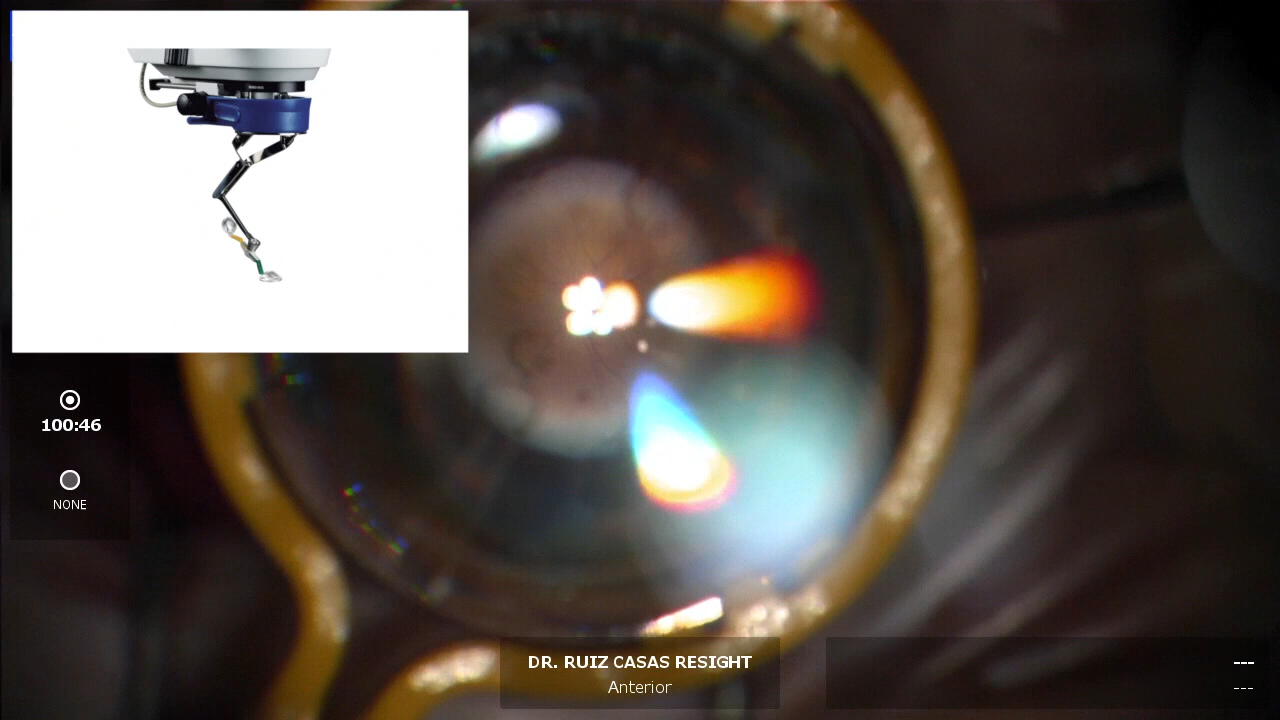 100:46
NONE
DR. RUIZ CASAS RESIGHT
Anterior
---
---